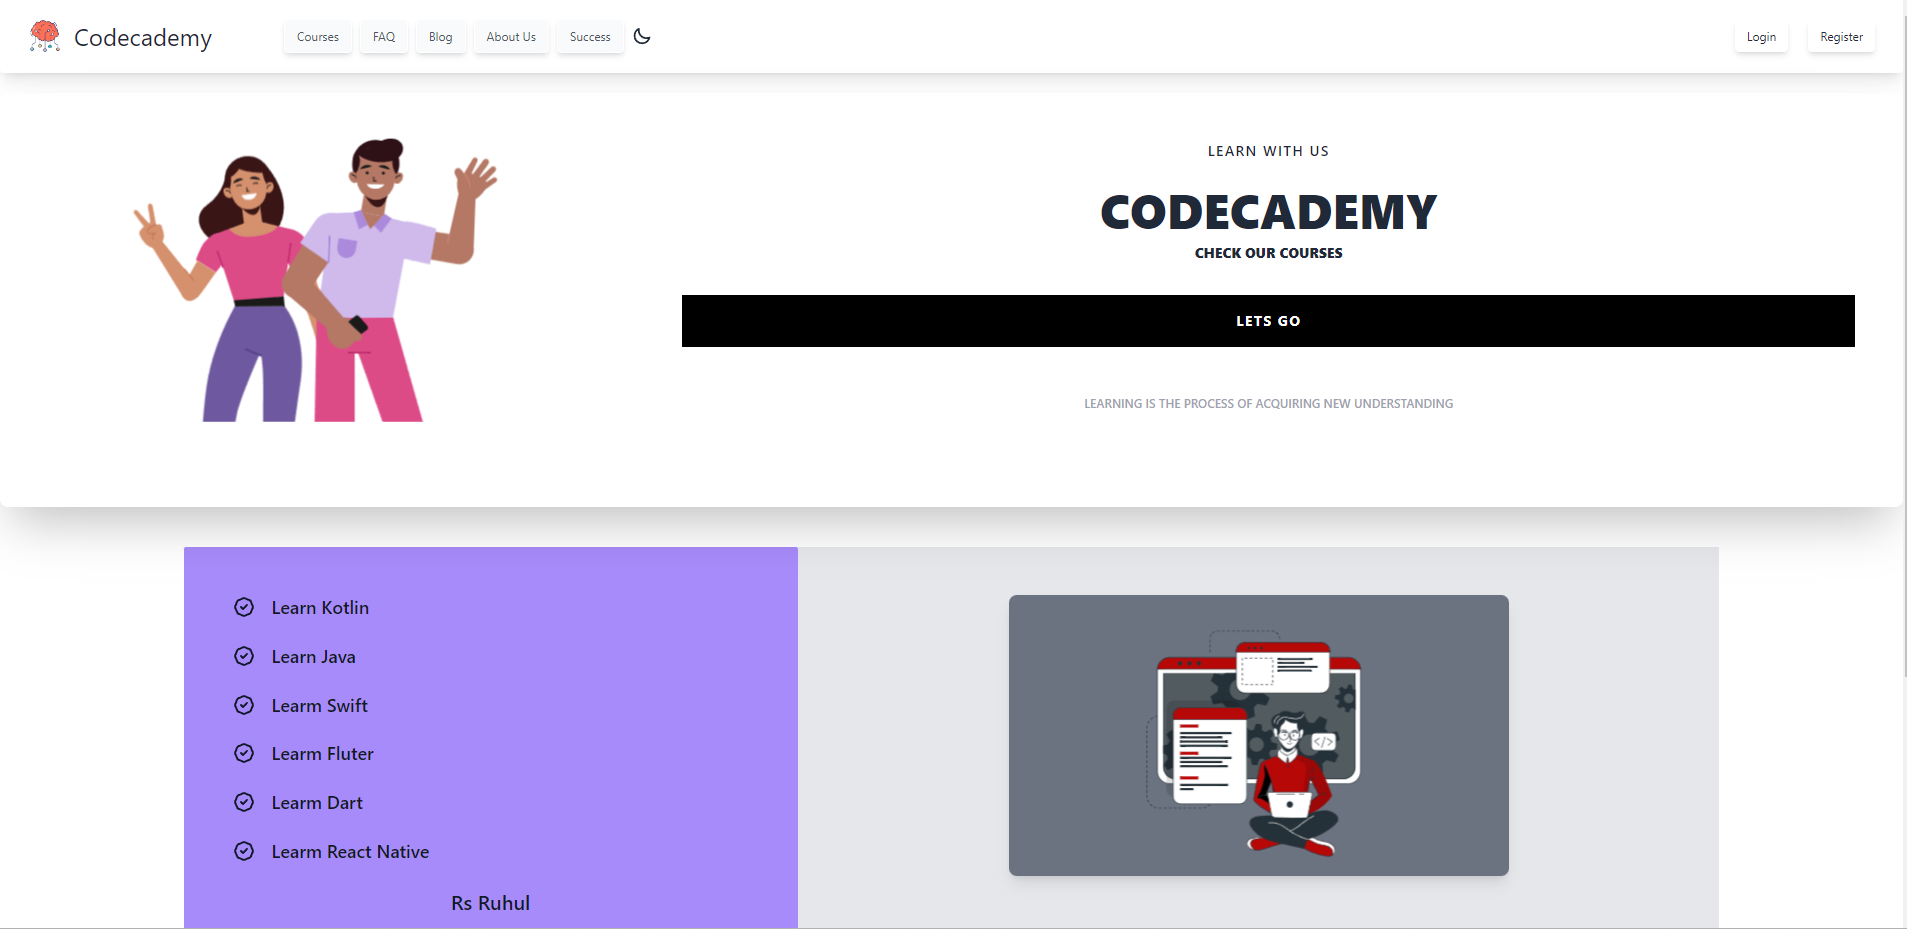 Codecademy
Courses
FAQ
Blog
About Us
Success
Login
Register
LEARN WITH US
CODECADEMY
CHECK OUR COURSES
LETS GO
LEARNING IS THE PROCESS OF ACQUIRING NEW UNDERSTANDING
Learn Kotlin
Learn Java
Learm Swift
Learm Fluter
Learm Dart
Learm React Native
Rs Ruhul
</>